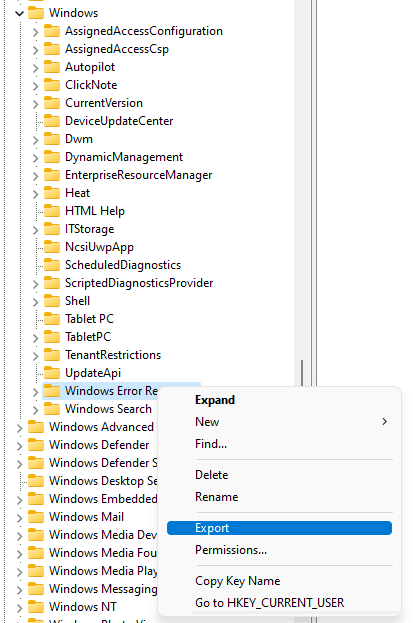 Windows
AssignedAccessConfiguration
AssignedAccessCsp
Autopilot
ClickNote
CurrentVersion
DeviceUpdateCenter
Dwm
DynamicManagement
EnterpriseResourceManager
Heat
HTML Help
ITStorage
NcsiUwpApp
ScheduledDiagnostics
ScriptedDiagnosticsProvider
Shell
Tablet PC
TabletPC
TenantRestrictions
UpdateApi
Windows Error Re
Windows Search
Windows Advanced
Windows Defender
Windows Defender S
Windows Desktop Se
Windows Embedded
Windows Mail
Windows Media Dev
Windows Media Fou
Windows Media Play
Windows Messaging
Windows NT
Expand
New
Find...
Delete
Rename
Export
Permissions...
Copy Key Name
Go to HKEY_CURRENT_USER